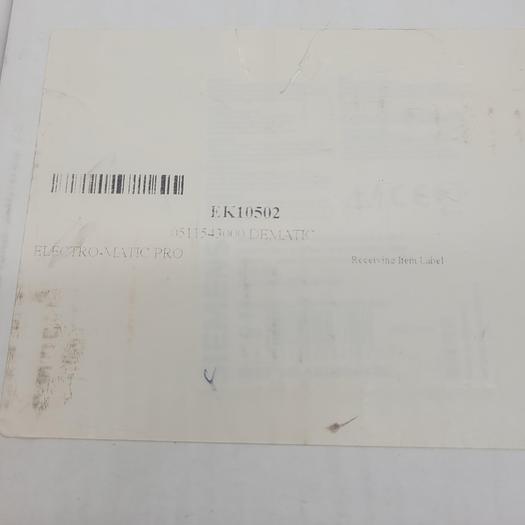 EK10502
0511543000 DEMATIC
ELECTRO-MATIC PRO
Receiving Item Label